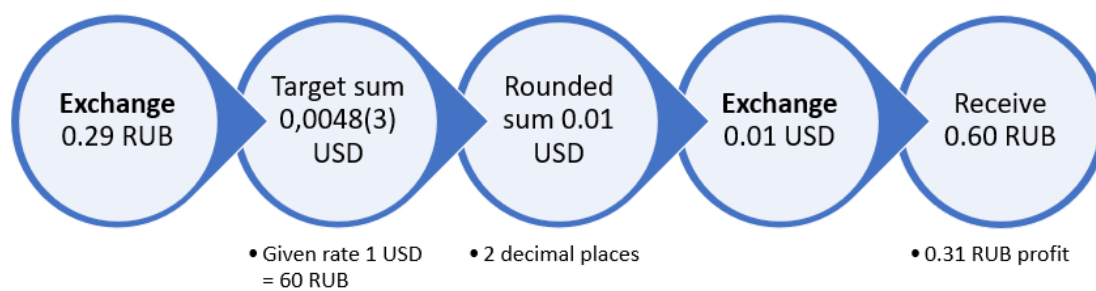 Exchange
0.29 RUB
Target sum
0,0048(3)
USD
Rounded
sum 0.01
USD
Exchange
0.01 USD
Receive
0.60 RUB
• Given rate 1 USD
= 60 RUB
• 2 decimal places
• 0.31 RUB profit